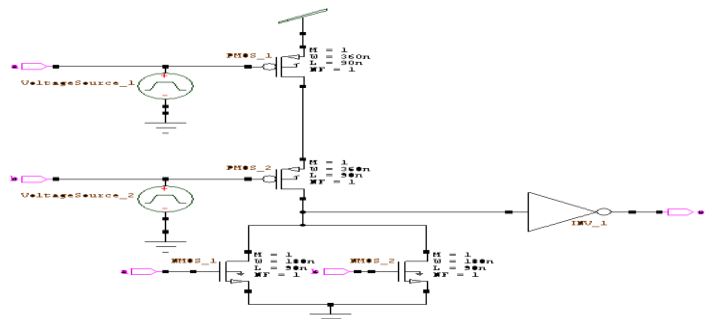 PMOS_1
M = 1
W = 360n
L = 90n
NF = 1
a
VoltageSource_1
PMOS_2
M = 1
W = 360n
L = 90n
NF = 1
b
VoltageSource_2
INV_1
NMOS_1
M = 1
W = 180n
L = 90n
NF = 1
a
NMOS_2
M = 1
W = 180n
L = 90n
NF = 1
b